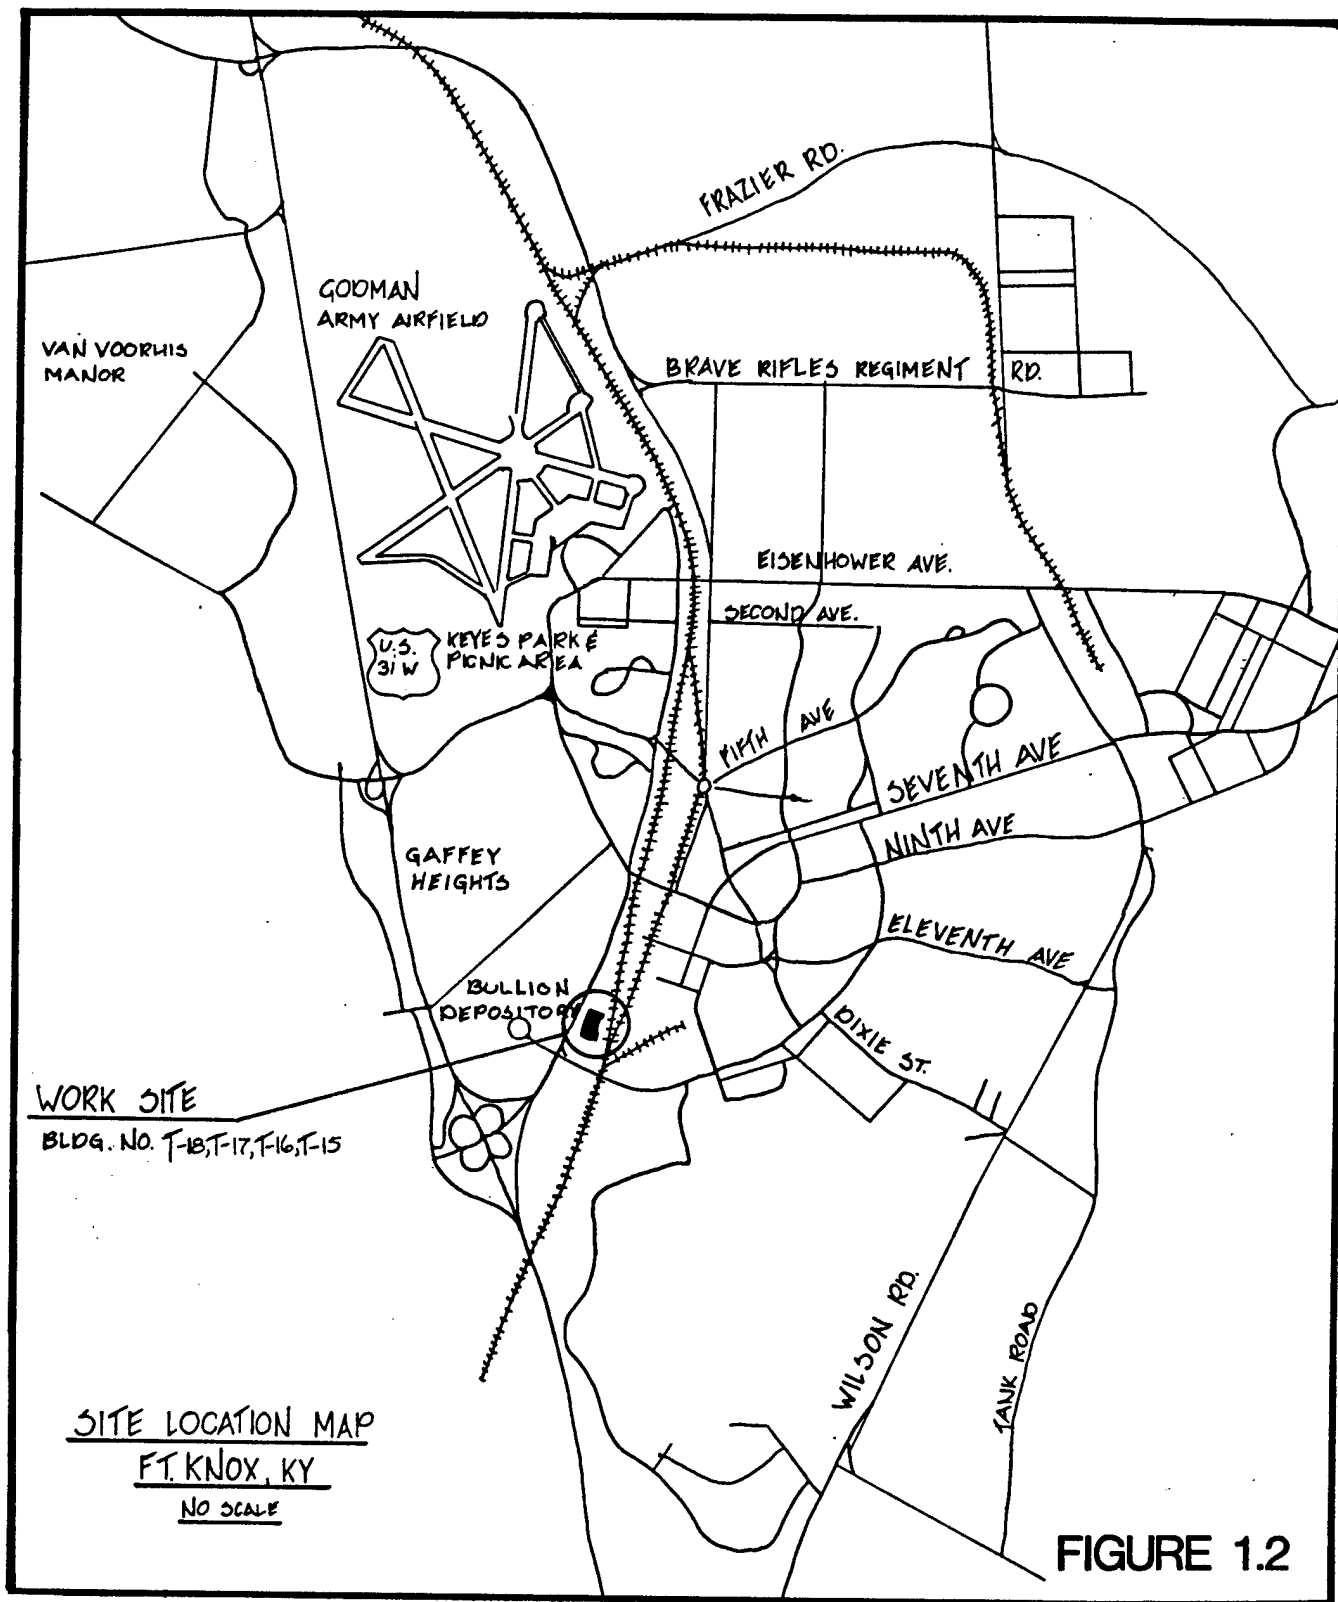 FRAZIER RD.
GODMAN
ARMY AIRFIELD
VAN VOORHIS
MANOR
BRAVE RIFLES REGIMENT RD.
EISENHOWER AVE.
SECOND AVE.
U.S.
31 W
KEYES PARK &
PICNIC AREA
FIFTH AVE
SEVENTH AVE
NINTH AVE
GAFFEY
HEIGHTS
ELEVENTH AVE
BULLION
DEPOSITORY
DIXIE ST.
WORK SITE
BLDG. NO. T-18, T-17, T-16, T-15
WILSON RD.
TANK ROAD
SITE LOCATION MAP
FT. KNOX, KY
NO SCALE
FIGURE 1.2